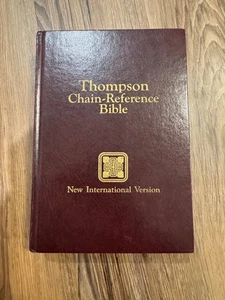 Thompson
Chain-Reference
Bible
New International Version